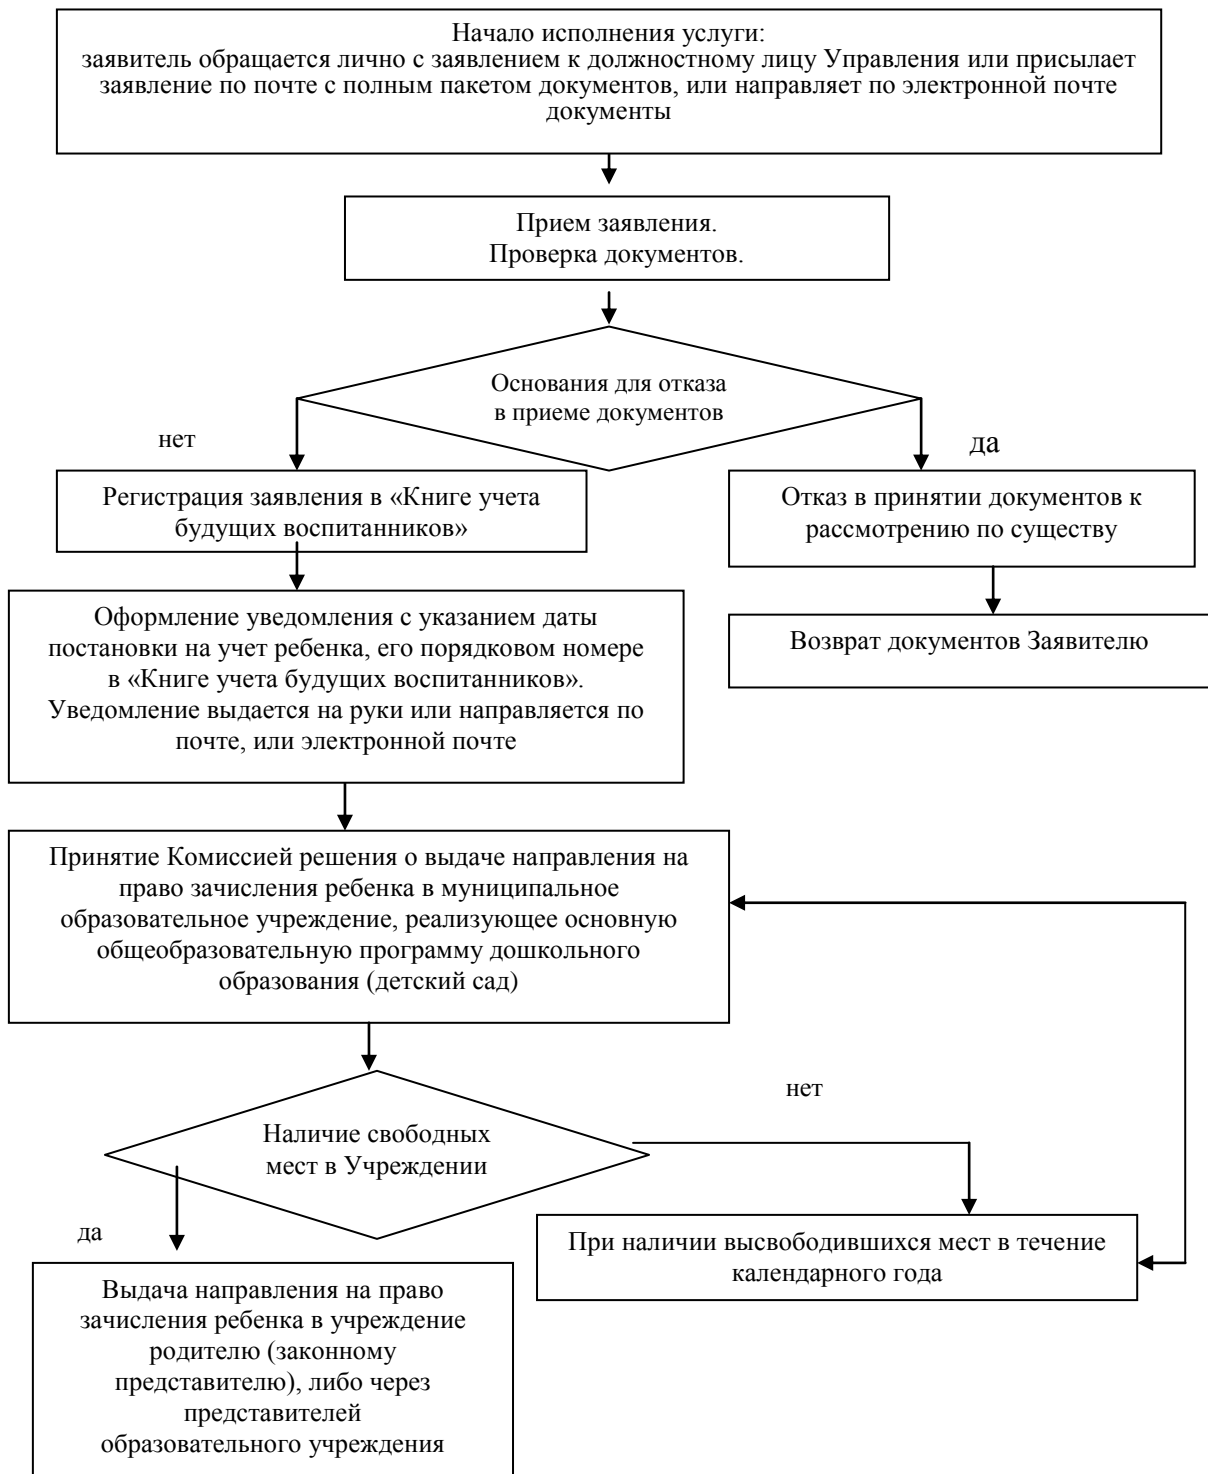 Начало исполнения услуги:
заявитель обращается лично с заявлением к должностному лицу Управления или присылает
заявление по почте с полным пакетом документов, или направляет по электронной почте
документы
Прием заявления.
Проверка документов.
Основания для отказа
в приеме документов
нет
да
Регистрация заявления в «Книге учета
будущих воспитанников»
Отказ в принятии документов к
рассмотрению по существу
Оформление уведомления с указанием даты
постановки на учет ребенка, его порядковом номере
в «Книге учета будущих воспитанников».
Уведомление выдается на руки или направляется по
почте, или электронной почте
Возврат документов Заявителю
Принятие Комиссией решения о выдаче направления на
право зачисления ребенка в муниципальное
образовательное учреждение, реализующее основную
общеобразовательную программу дошкольного
образования (детский сад)
Наличие свободных
мест в Учреждении
нет
да
При наличии высвободившихся мест в течение
календарного года
Выдача направления на право
зачисления ребенка в учреждение
родителю (законному
представителю), либо через
представителей
образовательного учреждения